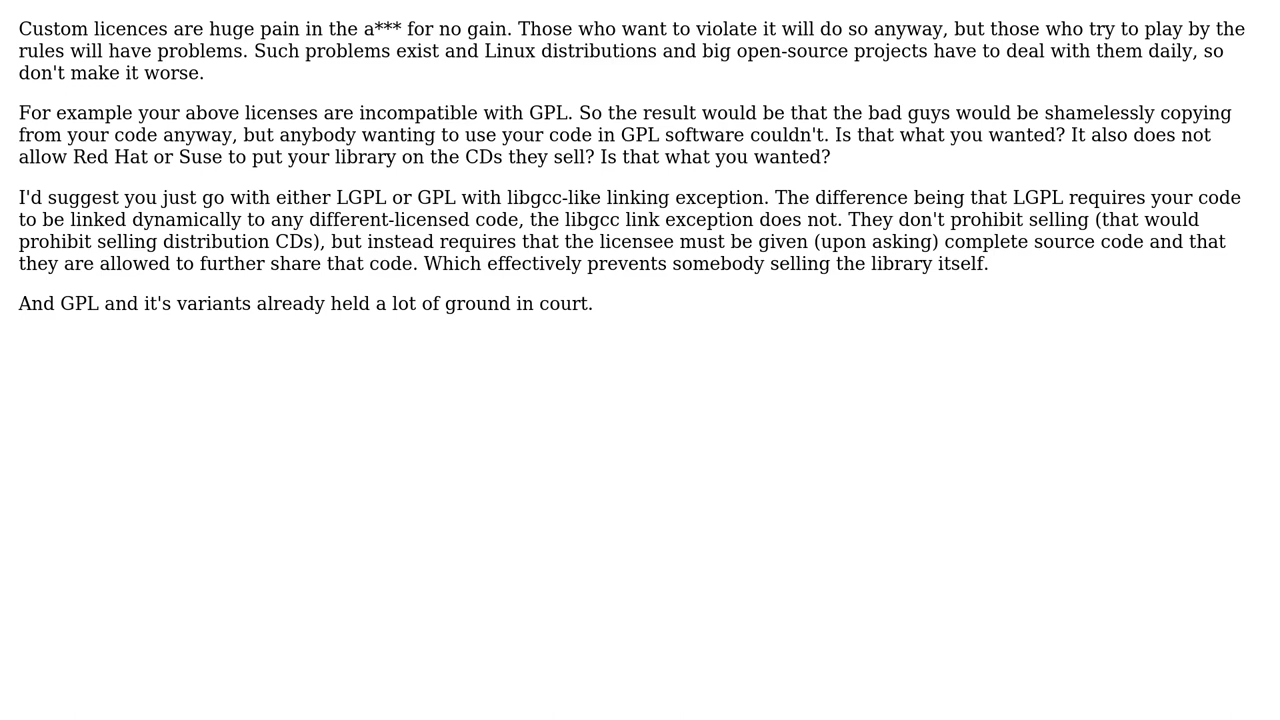 Custom licences are huge pain in the a*** for no gain. Those who want to violate it will do so anyway, but those who try to play by the
rules will have problems. Such problems exist and Linux distributions and big open-source projects have to deal with them daily, so
don't make it worse.
For example your above licenses are incompatible with GPL. So the result would be that the bad guys would be shamelessly copying
from your code anyway, but anybody wanting to use your code in GPL software couldn't. Is that what you wanted? It also does not
allow Red Hat or Suse to put your library on the CDs they sell? Is that what you wanted?
I'd suggest you just go with either LGPL or GPL with libgcc-like linking exception. The difference being that LGPL requires your code
to be linked dynamically to any different-licensed code, the libgcc link exception does not. They don't prohibit selling (that would
prohibit selling distribution CDs), but instead requires that the licensee must be given (upon asking) complete source code and that
they are allowed to further share that code. Which effectively prevents somebody selling the library itself.
And GPL and it's variants already held a lot of ground in court.